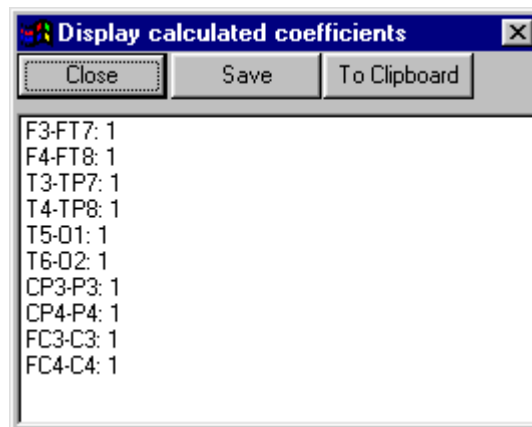 Display calculated coefficients
Close Save To Clipboard
F3-FT7: 1
F4-FT8: 1
T3-TP7: 1
T4-TP8: 1
T5-O1: 1
T6-O2: 1
CP3-P3: 1
CP4-P4: 1
FC3-C3: 1
FC4-C4: 1